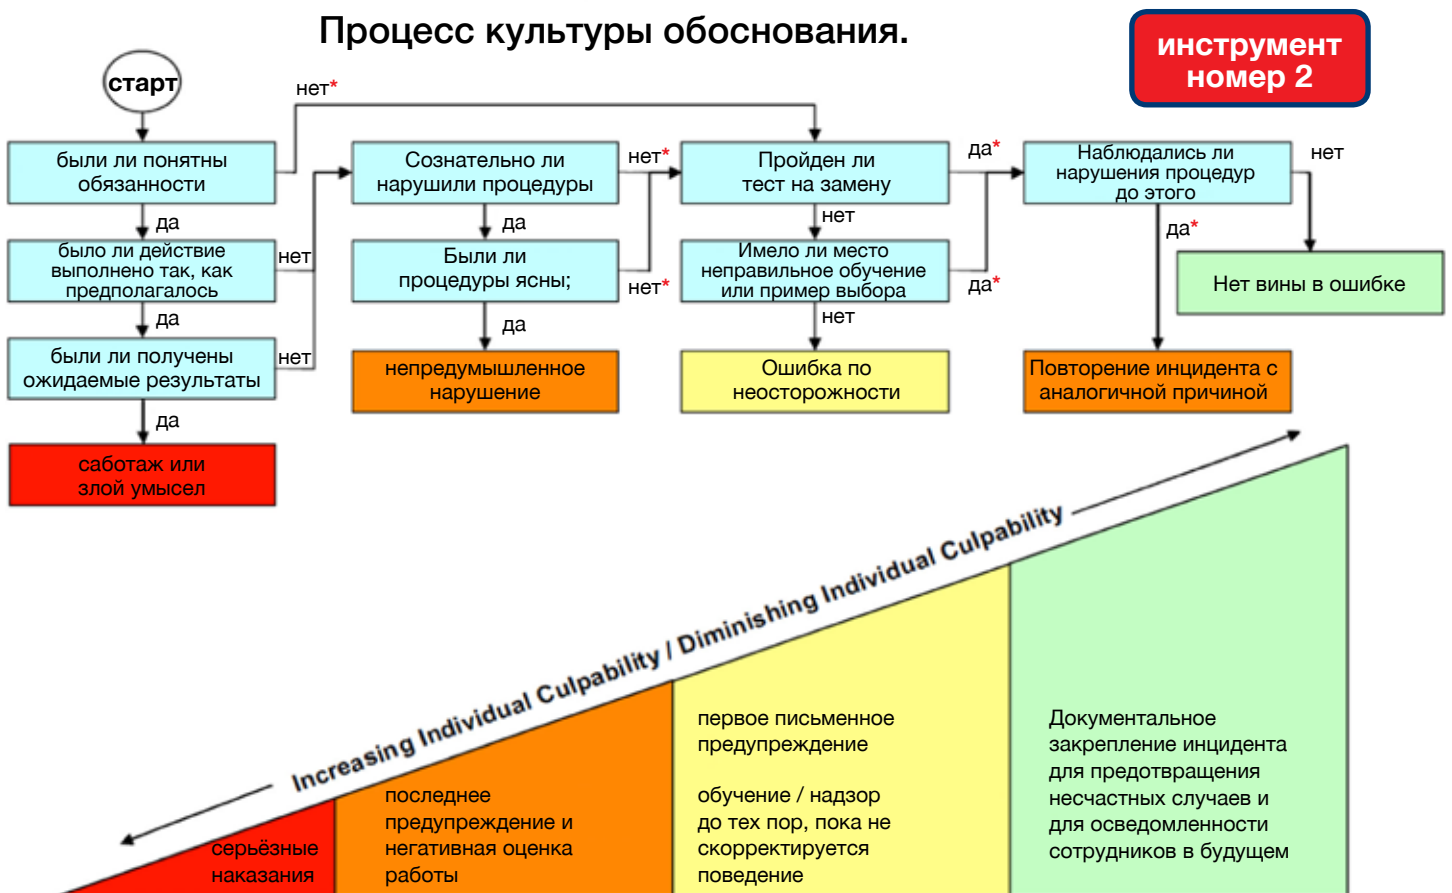 Процесс культуры обоснования.
инструмент
номер 2
старт
нет*
были ли понятны
обязанности
Сознательно ли
нарушили процедуры
нет*
Пройден ли
тест на замену
да*
Наблюдались ли
нарушения процедур
до этого
нет
да
да
нет
да*
было ли действие
выполнено так, как
предполагалось
нет
Были ли
процедуры ясны;
нет*
Имело ли место
неправильное обучение
или пример выбора
да*
Нет вины в ошибке
да
да
нет
были ли получены
ожидаемые результаты
нет
непредумышленное
нарушение
Ошибка по
неосторожности
Повторение инцидента с
аналогичной причиной
да
саботаж или
злой умысел
Increasing Individual Culpability / Diminishing Individual Culpability
серьёзные
наказания
последнее
предупреждение и
негативная оценка
работы
первое письменное
предупреждение
обучение / надзор
до тех пор, пока не
скорректируется
поведение
Документальное
закрепление инцидента
для предотвращения
несчастных случаев и
для осведомленности
сотрудников в будущем